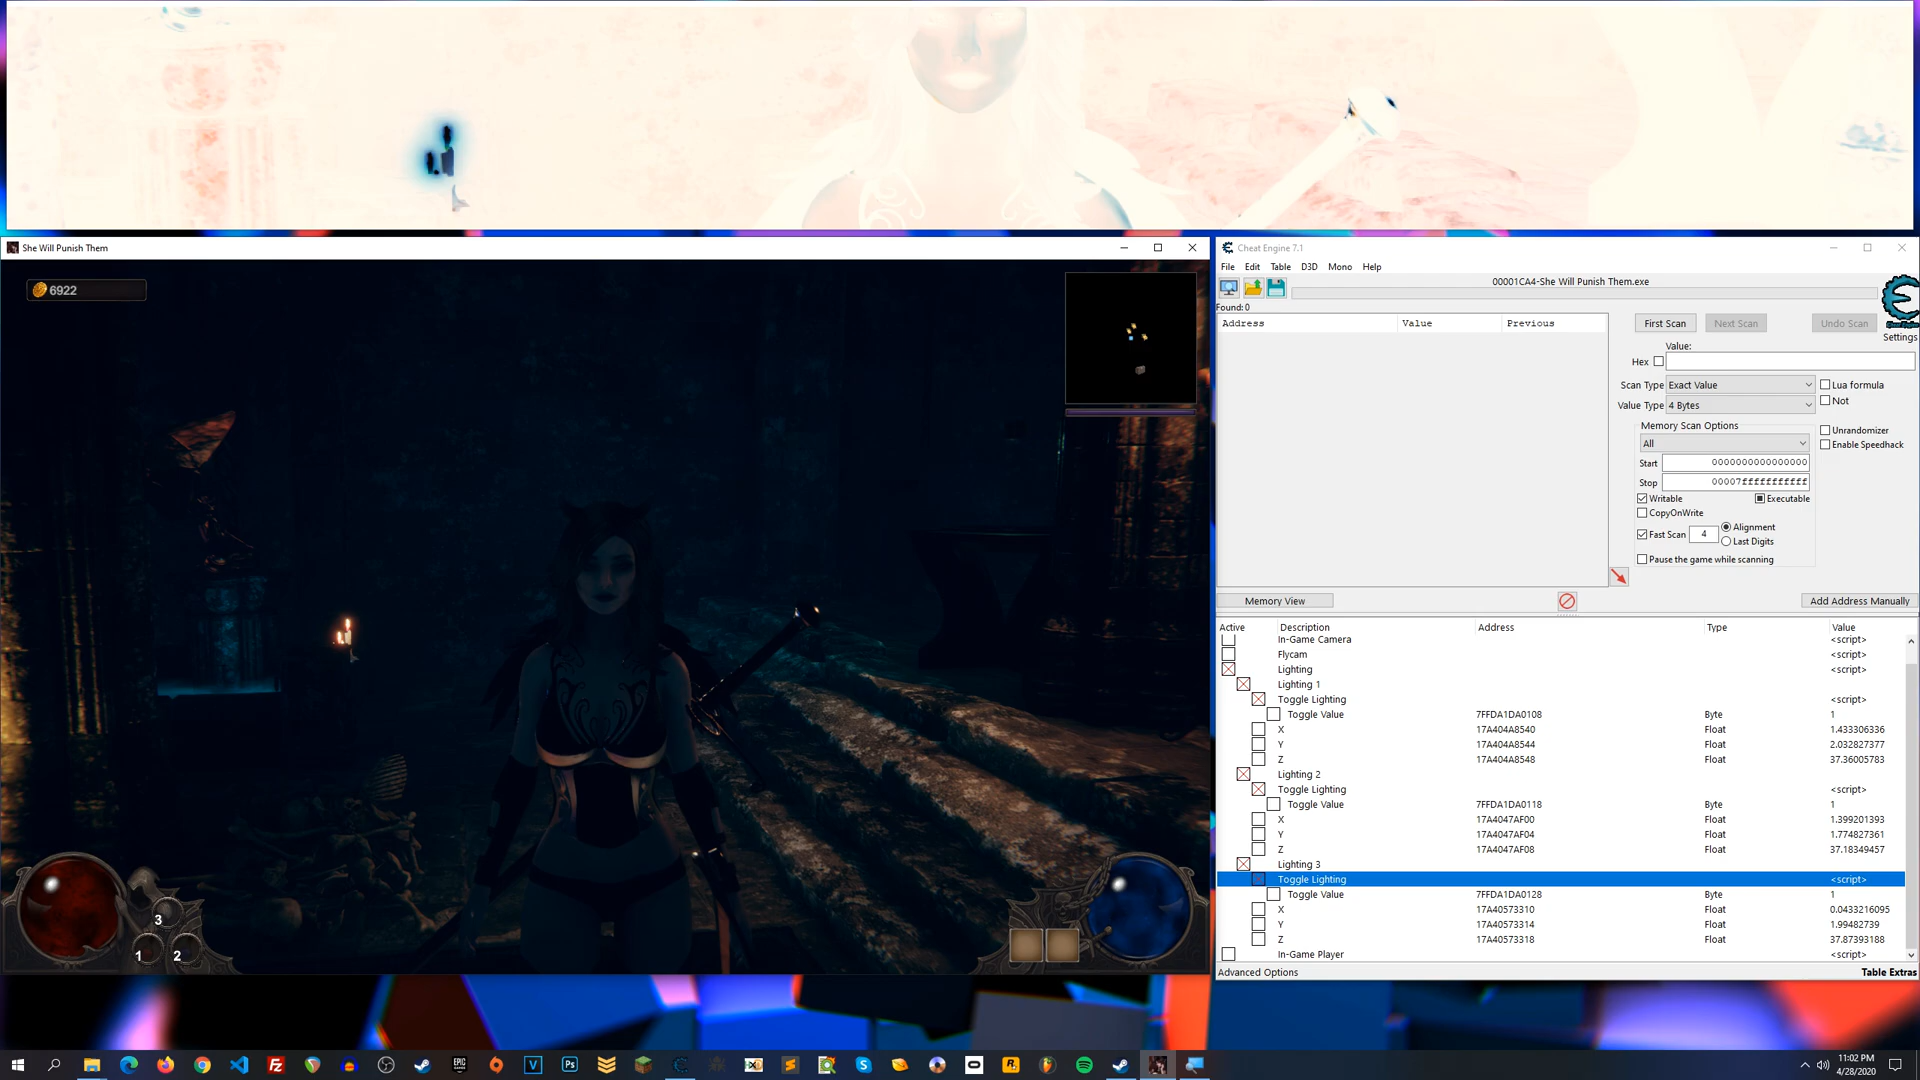 She Will Punish Them
6922
3
1
2
Cheat Engine 7.1
File Edit Table D3D Mono Help
00001CA4-She Will Punish Them.exe
Found: 0
Address Value Previous
First Scan Next Scan Undo Scan
Settings
Value:
Hex
Scan Type Exact Value Lua formula
Not
Value Type 4 Bytes
Memory Scan Options
All
Unrandomizer
Enable Speedhack
Start 0000000000000000
Stop 00007fffffffffff
Writable Executable
CopyOnWrite
Fast Scan 4 Alignment
Last Digits
Pause the game while scanning
Memory View Add Address Manually
Active Description Address Type Value
In-Game Camera <script>
Flycam <script>
Lighting <script>
Lighting 1
Toggle Lighting <script>
Toggle Value 7FFDA1DA0108 Byte 1
X 17A404A8540 Float 1.433306336
Y 17A404A8544 Float 2.032827377
Z 17A404A8548 Float 37.36005783
Lighting 2
Toggle Lighting <script>
Toggle Value 7FFDA1DA0118 Byte 1
X 17A4047AF00 Float 1.399201393
Y 17A4047AF04 Float 1.774827361
Z 17A4047AF08 Float 37.18349457
Lighting 3
Toggle Lighting <script>
Toggle Value 7FFDA1DA0128 Byte 1
X 17A40573310 Float 0.0433216095
Y 17A40573314 Float 1.99482739
Z 17A40573318 Float 37.87393188
In-Game Player <script>
Advanced Options Table Extras
11:02 PM
4/28/2020